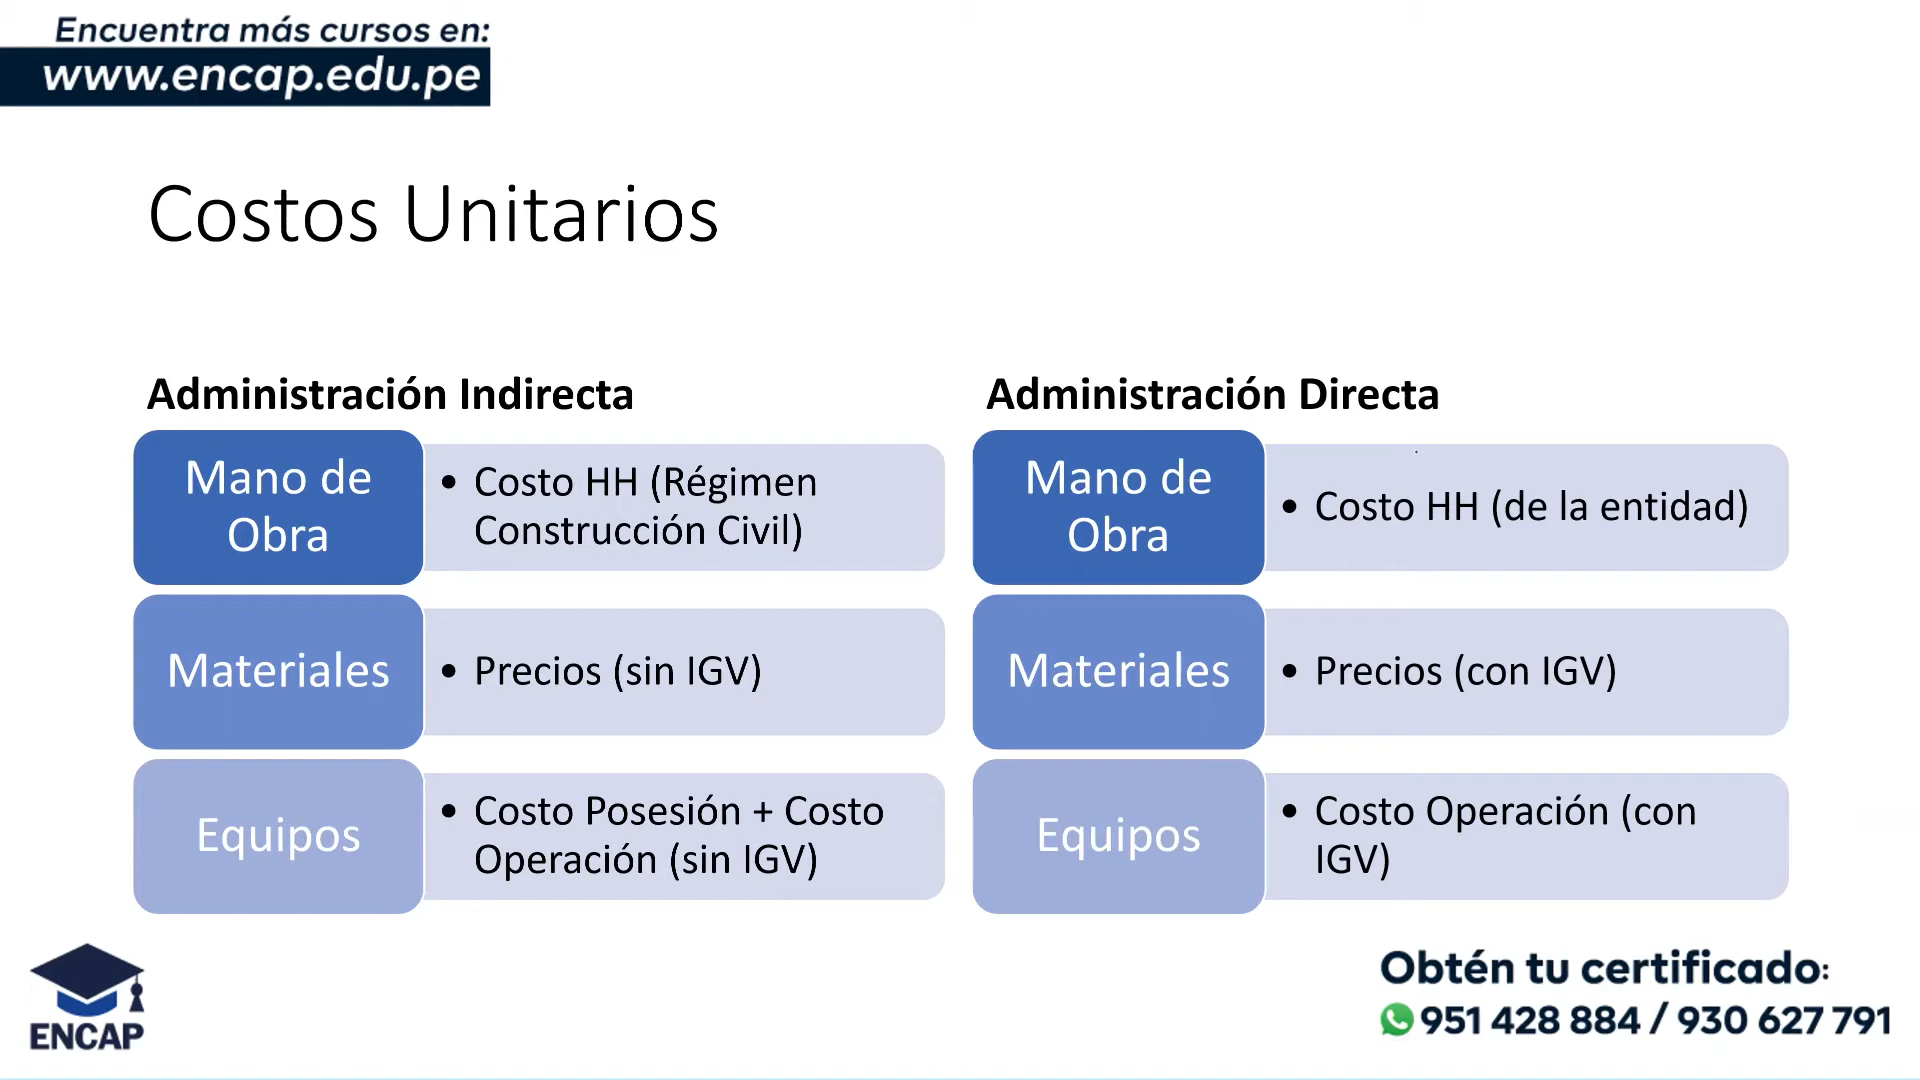 Encuentra más cursos en:
www.encap.edu.pe
Costos Unitarios
Administración Indirecta
Mano de
Obra
• Costo HH (Régimen
Construcción Civil)
Materiales
• Precios (sin IGV)
Equipos
• Costo Posesión + Costo
Operación (sin IGV)
Administración Directa
Mano de
Obra
• Costo HH (de la entidad)
Materiales
• Precios (con IGV)
Equipos
• Costo Operación (con
IGV)
ENCAP
Obtén tu certificado:
951 428 884 / 930 627 791